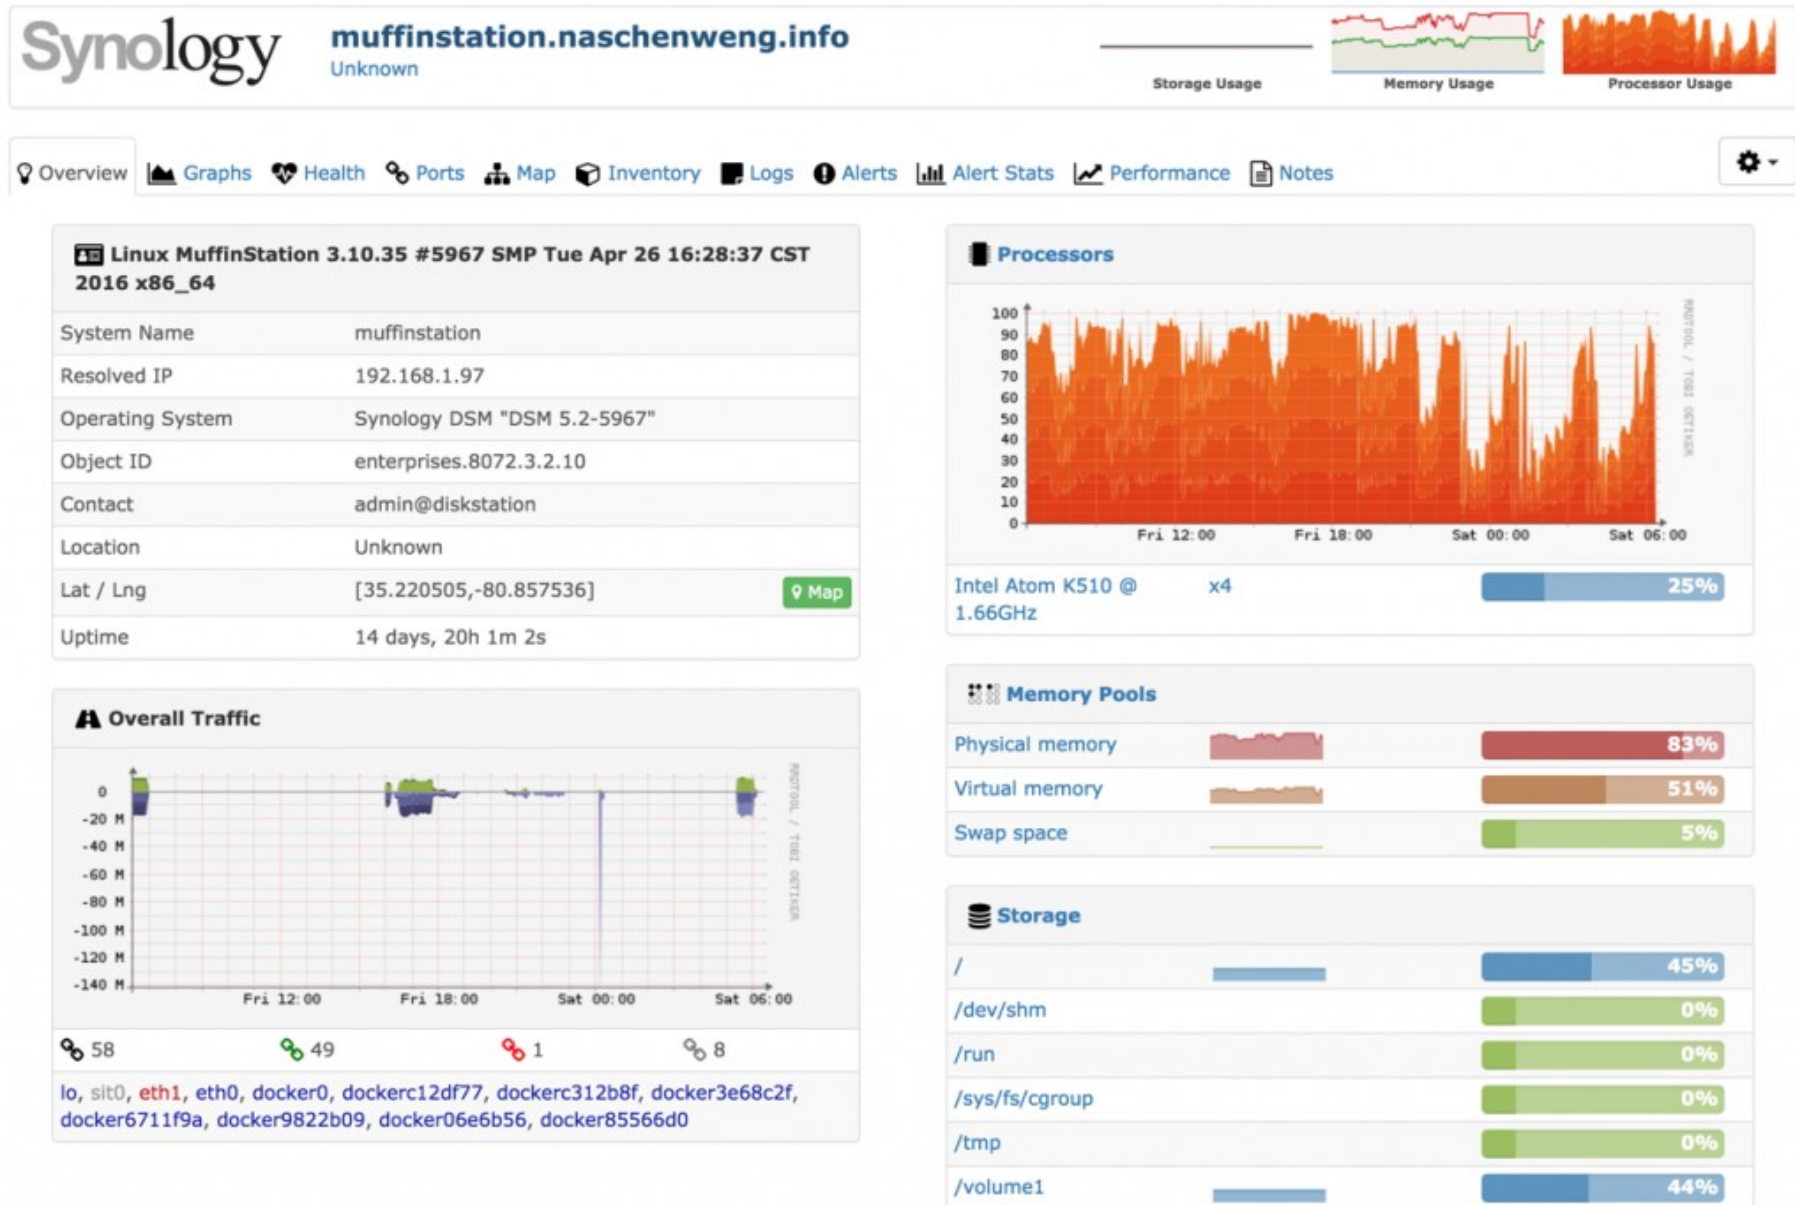 Synology
muffinstation.naschenweng.info
Unknown
Storage Usage
Memory Usage
Processor Usage
Overview Graphs Health Ports Map Inventory Logs Alerts Alert Stats Performance Notes
Linux MuffinStation 3.10.35 #5967 SMP Tue Apr 26 16:28:37 CST
2016 x86_64
System Name muffinstation
Resolved IP 192.168.1.97
Operating System Synology DSM "DSM 5.2-5967"
Object ID enterprises.8072.3.2.10
Contact admin@diskstation
Location Unknown
Lat / Lng [35.220505,-80.857536] Map
Uptime 14 days, 20h 1m 2s
Overall Traffic
0
-20 M
-40 M
-60 M
-80 M
-100 M
-120 M
-140 M
Fri 12:00 Fri 18:00 Sat 00:00 Sat 06:00
RRDTOOL / TOBI OETIKER
58 49 1 8
lo, sit0, eth1, eth0, docker0, dockerc12df77, dockerc312b8f, docker3e68c2f,
docker6711f9a, docker9822b09, docker06e6b56, docker85566d0
Processors
100
90
80
70
60
50
40
30
20
10
0
Fri 12:00 Fri 18:00 Sat 00:00 Sat 06:00
RRDTOOL / TOBI OETIKER
Intel Atom K510 @ x4 25%
1.66GHz
Memory Pools
Physical memory 83%
Virtual memory 51%
Swap space 5%
Storage
/ 45%
/dev/shm 0%
/run 0%
/sys/fs/cgroup 0%
/tmp 0%
/volume1 44%